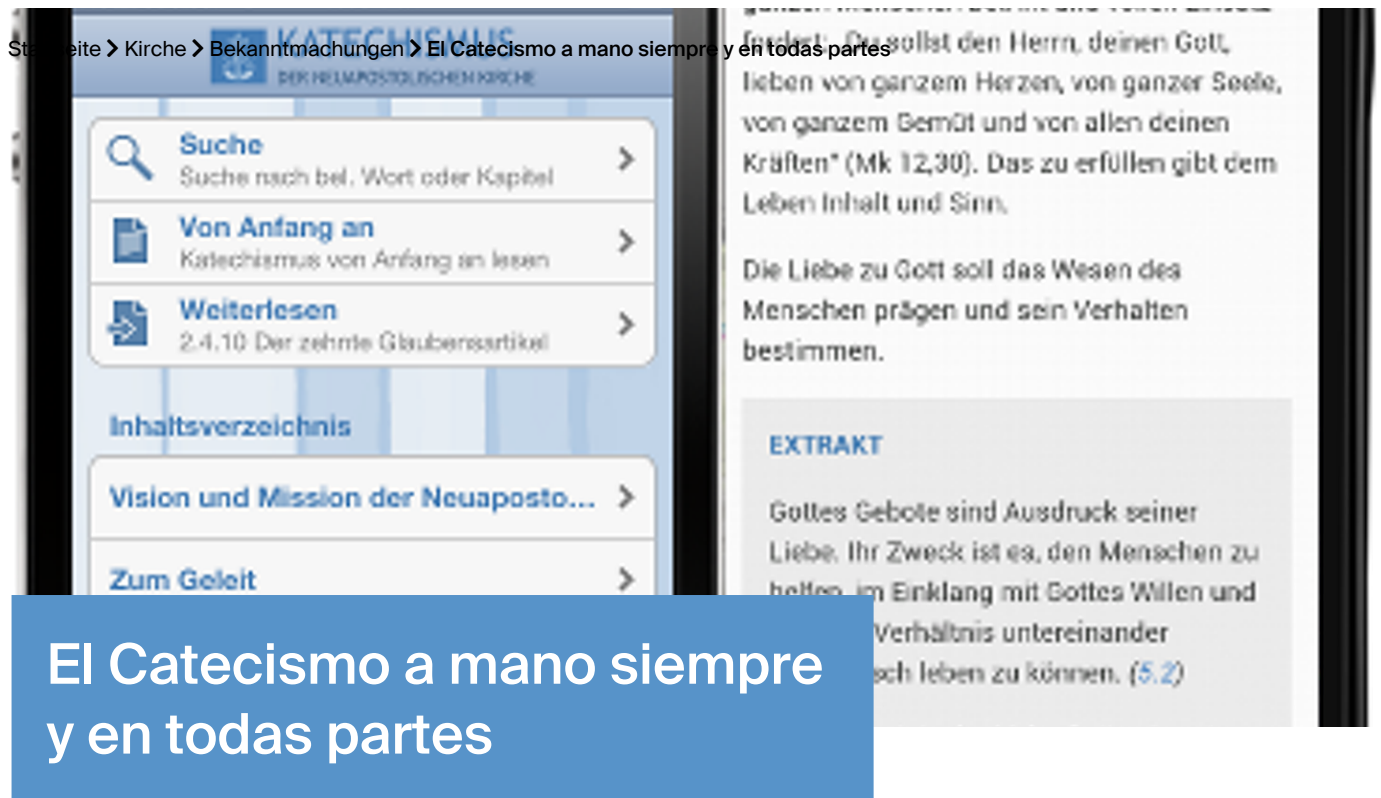 Startseite > Kirche > Bekanntmachungen > El Catecismo a mano siempre y en todas partes
KATECHISMUS
DER NEUAPOSTOLISCHEN KIRCHE
Suche
Suche nach bel. Wort oder Kapitel
Von Anfang an
Katechismus von Anfang an lesen
Weiterlesen
2.4.10 Der zehnte Glaubensartikel
Inhaltsverzeichnis
Vision und Mission der Neuaposto...
Zum Geleit
fordert: „Du sollst den Herrn, deinen Gott,
lieben von ganzem Herzen, von ganzer Seele,
von ganzem Gemüt und von allen deinen
Kräften“ (Mk 12,30). Das zu erfüllen gibt dem
Leben Inhalt und Sinn.
Die Liebe zu Gott soll das Wesen des
Menschen prägen und sein Verhalten
bestimmen.
EXTRAKT
Gottes Gebote sind Ausdruck seiner
Liebe. Ihr Zweck ist es, den Menschen zu
helfen, im Einklang mit Gottes Willen und
Verhältnis untereinander
leben zu können. (5.2)
El Catecismo a mano siempre
y en todas partes